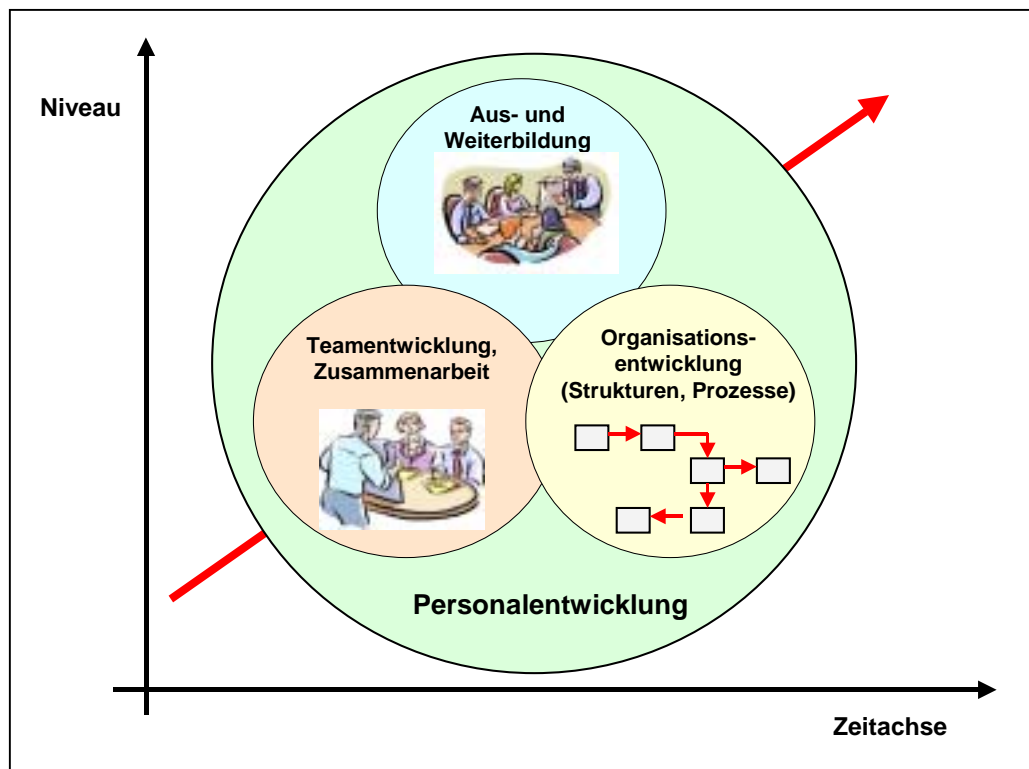 Niveau
Aus- und
Weiterbildung
Teamentwicklung,
Zusammenarbeit
Organisations-
entwicklung
(Strukturen, Prozesse)
Personalentwicklung
Zeitachse